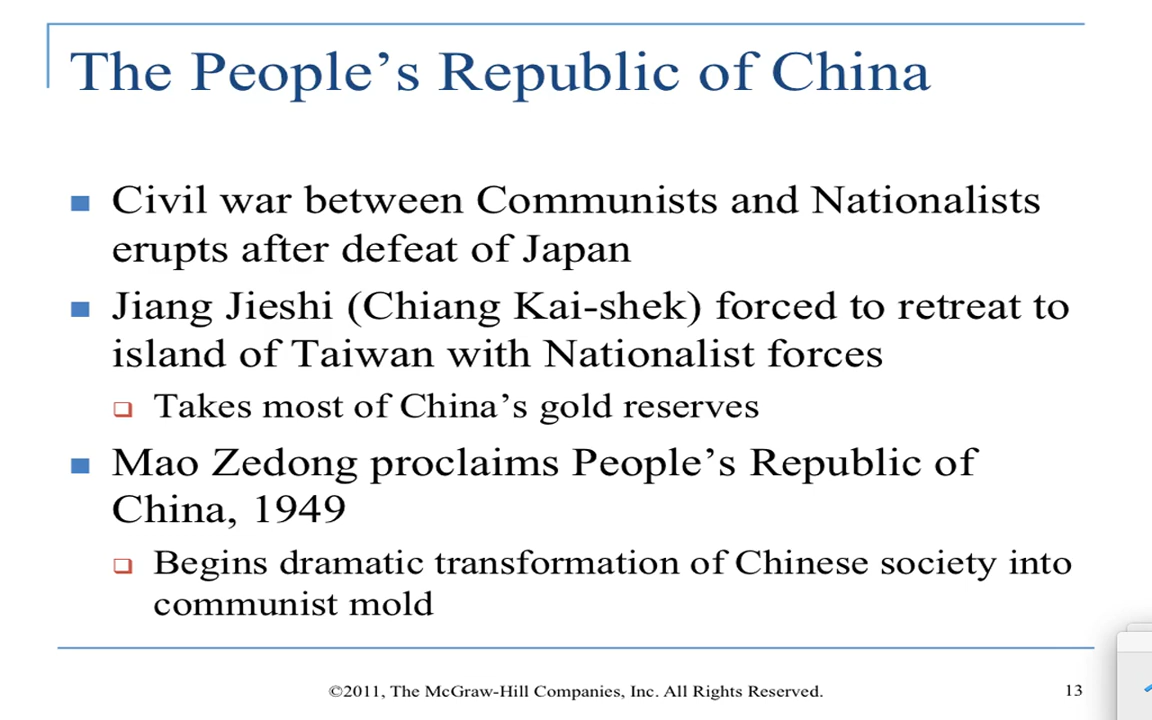 The People’s Republic of China
Civil war between Communists and Nationalists
erupts after defeat of Japan
Jiang Jieshi (Chiang Kai-shek) forced to retreat to
island of Taiwan with Nationalist forces
Takes most of China’s gold reserves
Mao Zedong proclaims People’s Republic of
China, 1949
Begins dramatic transformation of Chinese society into
communist mold
©2011, The McGraw-Hill Companies, Inc. All Rights Reserved.
13